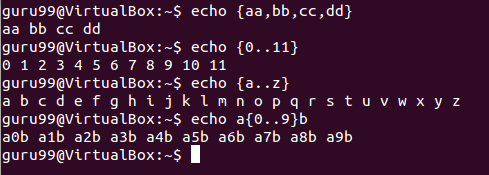 guru99@VirtualBox:~$ echo {aa,bb,cc,dd}
aa bb cc dd
guru99@VirtualBox:~$ echo {0..11}
0 1 2 3 4 5 6 7 8 9 10 11
guru99@VirtualBox:~$ echo {a..z}
a b c d e f g h i j k l m n o p q r s t u v w x y z
guru99@VirtualBox:~$ echo a{0..9}b
a0b a1b a2b a3b a4b a5b a6b a7b a8b a9b
guru99@VirtualBox:~$